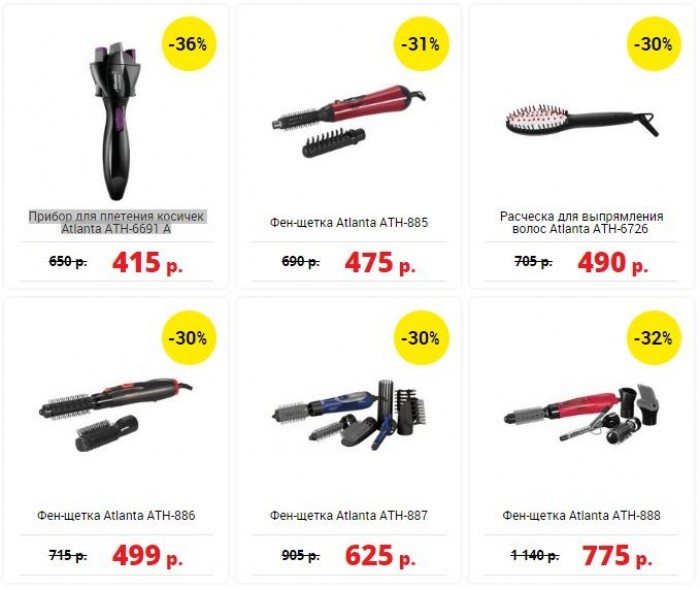 -36%
Прибор для плетения косичек
Atlanta ATH-6691 A
650 р. 415 р.
-31%
Фен-щетка Atlanta ATH-885
690 р. 475 р.
-30%
Расческа для выпрямления
волос Atlanta ATH-6726
705 р. 490 р.
-30%
Фен-щетка Atlanta ATH-886
715 р. 499 р.
-30%
Фен-щетка Atlanta ATH-887
905 р. 625 р.
-32%
Фен-щетка Atlanta ATH-888
1 140 р. 775 р.